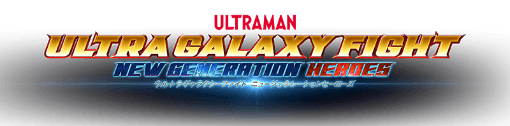 ULTRAMAN
ULTRA GALAXY FIGHT
NEW GENERATION HEROES
ウルトラギャラクシーファイト ニュージェネレーションヒーローズ